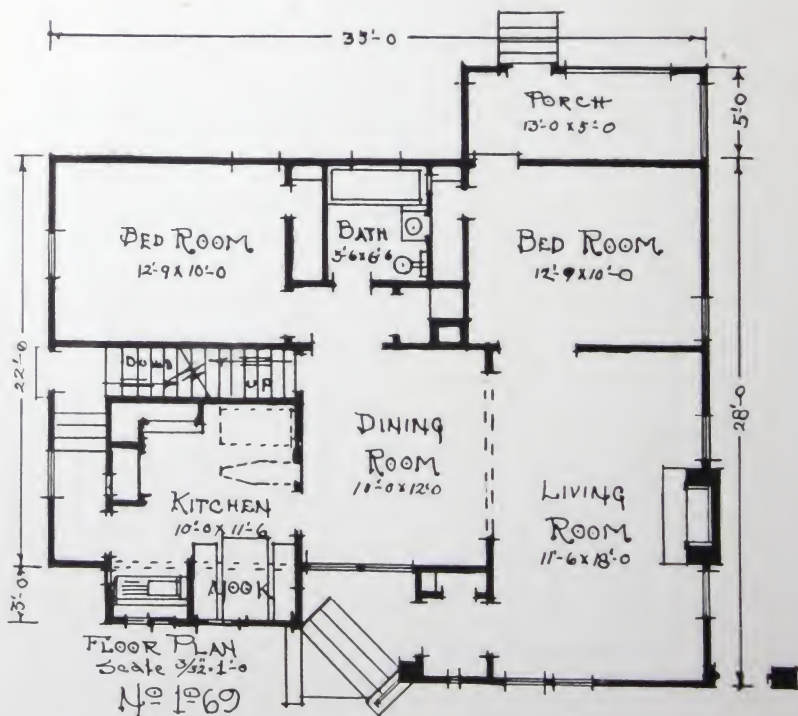 35'-0
PORCH
13'-0 x 5'-0
5'-0
BED ROOM
12'-9 x 10'-0
BATH
5'-6 x 6'-6
BED ROOM
12'-9 x 10'-0
22'-0
UP
28'-0
DINING
ROOM
10'-0 x 12'0
KITCHEN
10'-0 x 11'-6
LIVING
ROOM
11'-6 x 18'-0
3'-0
NOOK
FLOOR PLAN
Scale 3/32" = 1'-0
No 1069